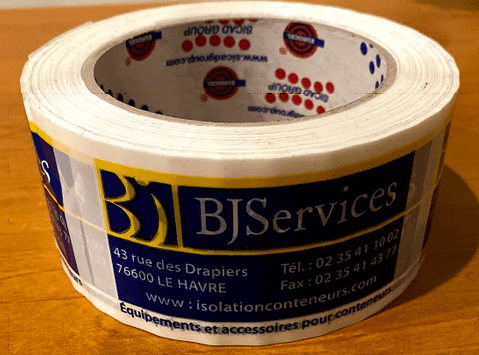 EUROCEL
SICAD GROUP
www.sicadgroup.com
BJServices
43 rue des Drapiers
76600 LE HAVRE
Tél. : 02 35 41 10 02
Fax : 02 35 41 43 77
www : isolationconteneurs.com
Équipements et accessoires pour conteneurs